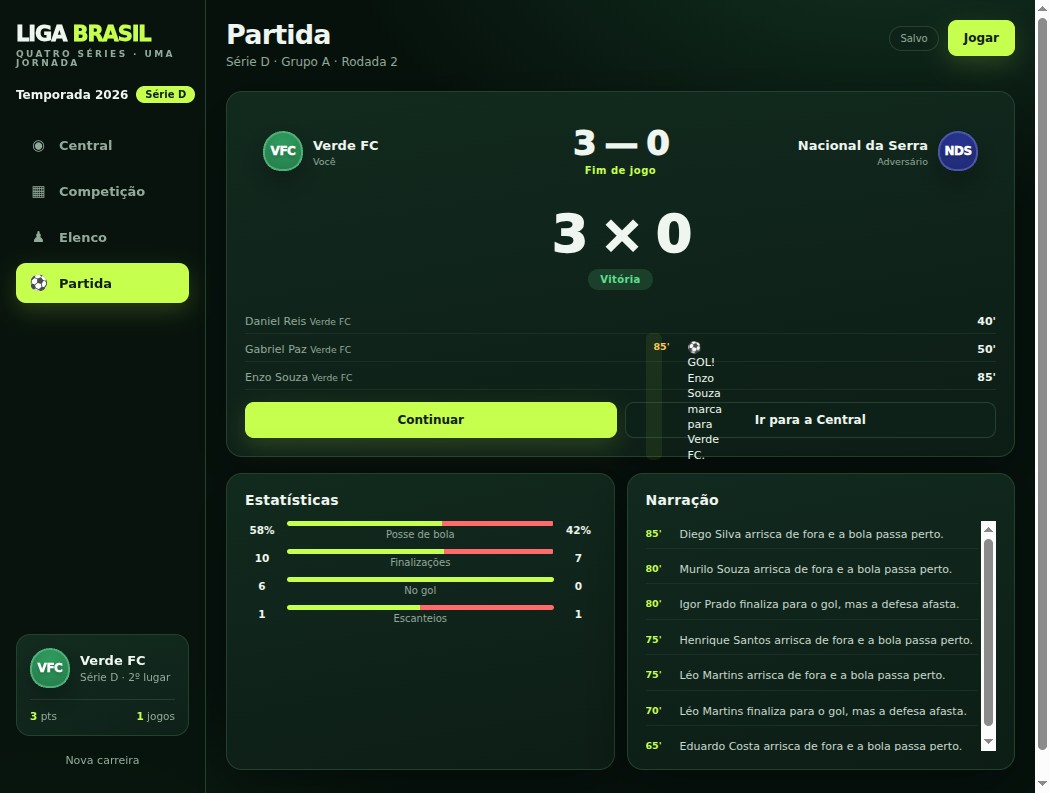 LIGA BRASIL
QUATRO SÉRIES · UMA
JORNADA
Temporada 2026 Série D
Central
Competição
Elenco
Partida
VFC Verde FC
Série D · 2º lugar
3 pts 1 jogos
Nova carreira
Partida
Série D · Grupo A · Rodada 2
Salvo
Jogar
VFC Verde FC
Você
3 — 0
Fim de jogo
Nacional da Serra
Adversário
NDS
3 × 0
Vitória
Daniel Reis Verde FC 40'
Gabriel Paz Verde FC 50'
Enzo Souza Verde FC 85'
85' ⚽
GOL!
Enzo
Souza
marca
para
Verde
FC.
Continuar
Ir para a Central
Estatísticas
58% Posse de bola 42%
10 Finalizações 7
6 No gol 0
1 Escanteios 1
Narração
85' Diego Silva arrisca de fora e a bola passa perto.
80' Murilo Souza arrisca de fora e a bola passa perto.
80' Igor Prado finaliza para o gol, mas a defesa afasta.
75' Henrique Santos arrisca de fora e a bola passa perto.
75' Léo Martins arrisca de fora e a bola passa perto.
70' Léo Martins finaliza para o gol, mas a defesa afasta.
65' Eduardo Costa arrisca de fora e a bola passa perto.